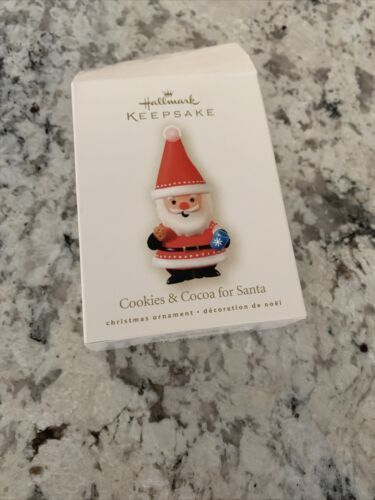 Hallmark
KEEPSAKE
Cookies & Cocoa for Santa
christmas ornament • décoration de noël